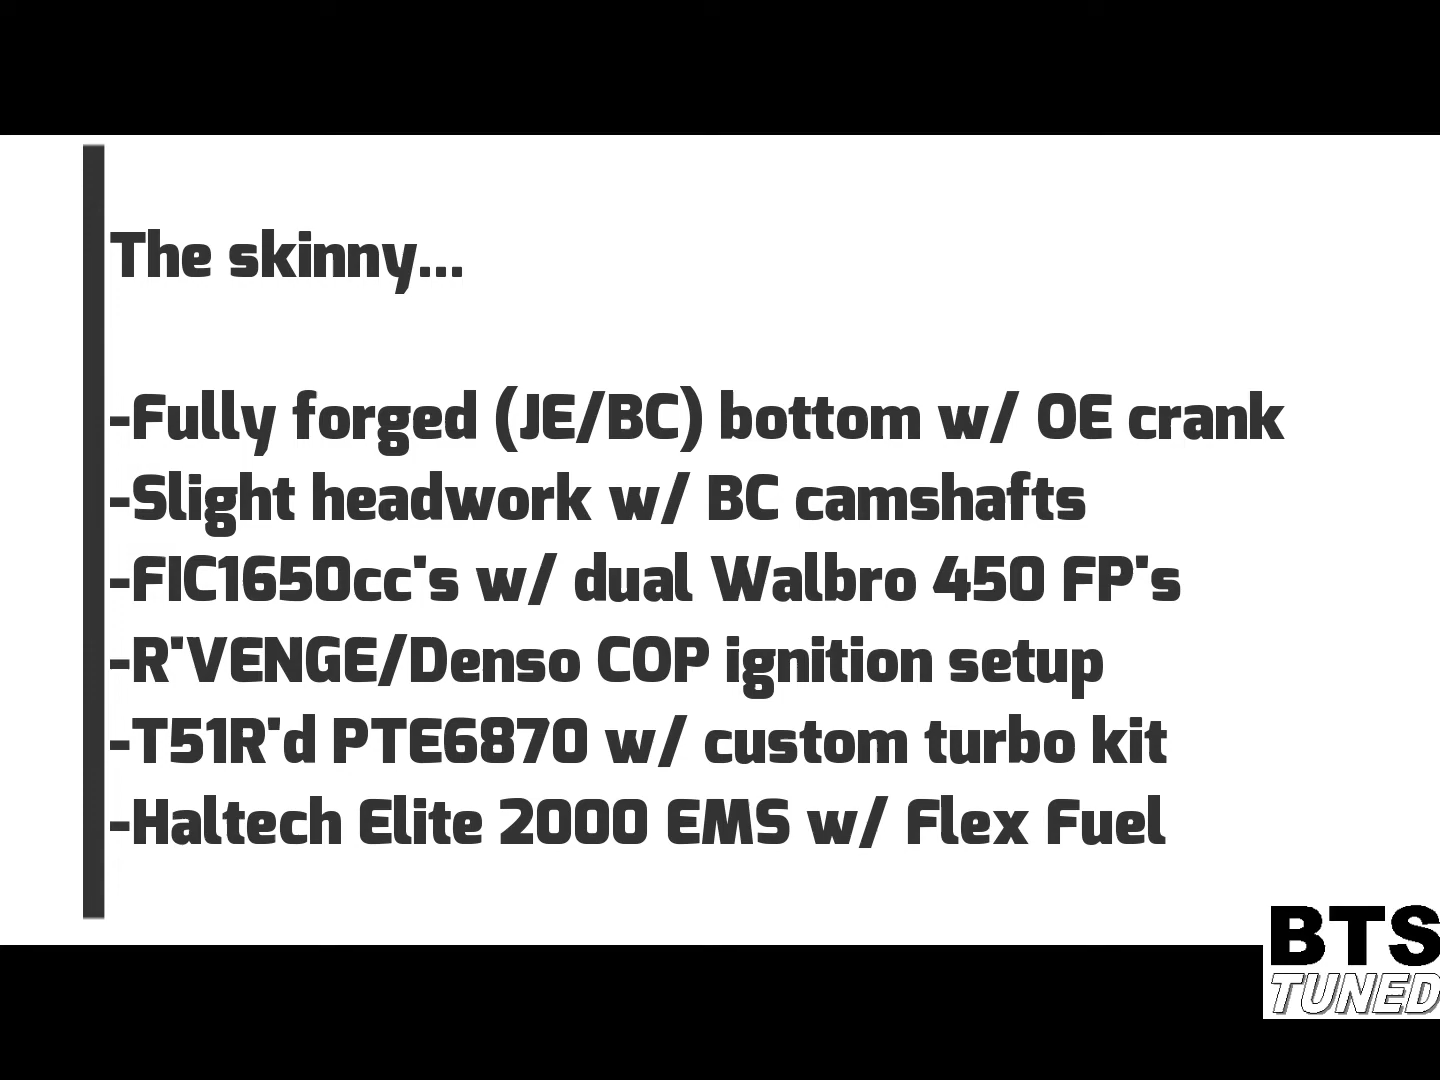 The skinny...
-Fully forged (JE/BC) bottom w/ OE crank
-Slight headwork w/ BC camshafts
-FIC1650cc's w/ dual Walbro 450 FP's
-R'VENGE/Denso COP ignition setup
-T51R'd PTE6870 w/ custom turbo kit
-Haltech Elite 2000 EMS w/ Flex Fuel
BTS
TUNED